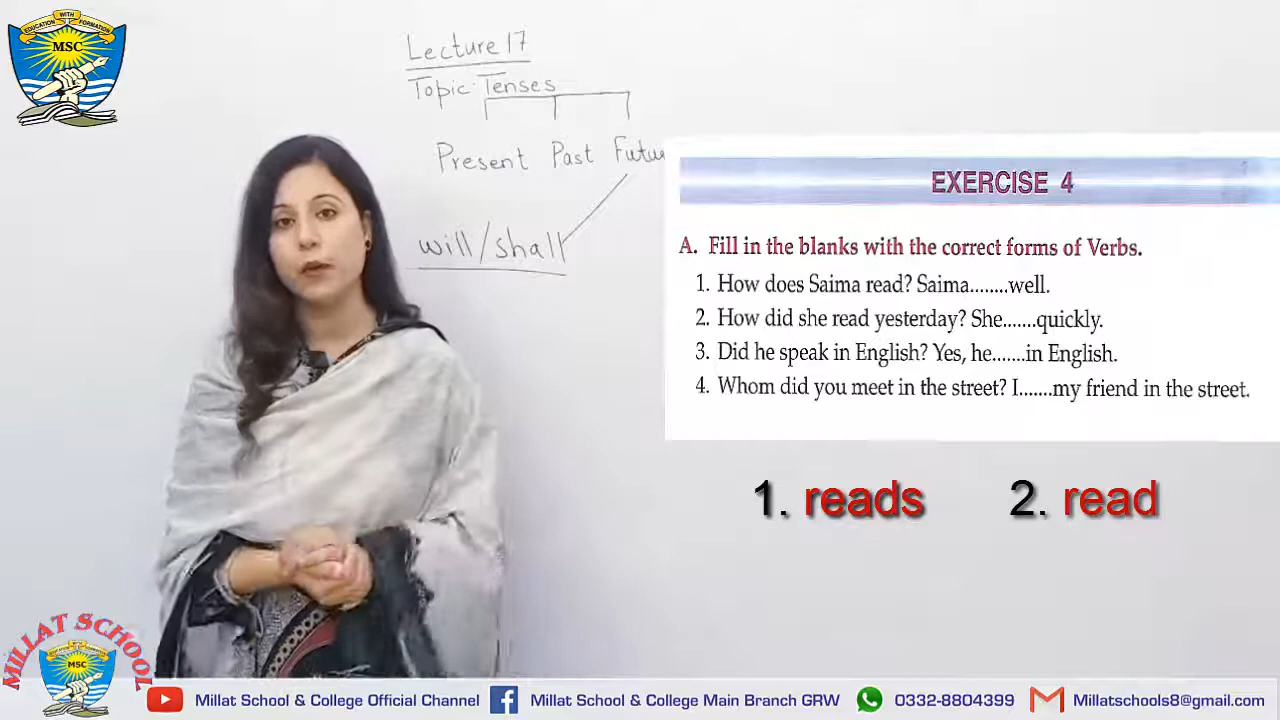 EDUCATION WITH FORMATION
MSC
Lecture 17
Topic: Tenses
Present Past Futu
will/shall
EXERCISE 4
A. Fill in the blanks with the correct forms of Verbs.
1. How does Saima read? Saima........well.
2. How did she read yesterday? She.......quickly.
3. Did he speak in English? Yes, he.......in English.
4. Whom did you meet in the street? I.......my friend in the street.
1. reads 2. read
MILLAT SCHOOL
MSC
Millat School & College Official Channel Millat School & College Main Branch GRW 0332-8804399 Millatschools8@gmail.com